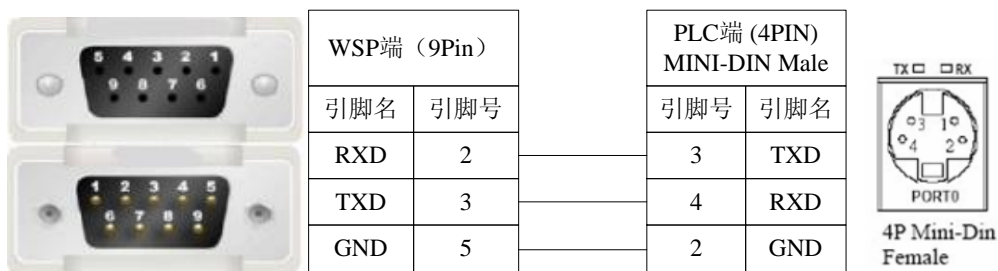 5 4 3 2 1
9 8 7 6
1 2 3 4 5
6 7 8 9
WSP端（9Pin）
引脚名 引脚号
RXD 2
TXD 3
GND 5
PLC端 (4PIN)
MINI-DIN Male
引脚号 引脚名
3 TXD
4 RXD
2 GND
TX RX
3 1
4 2
PORT0
4P Mini-Din
Female